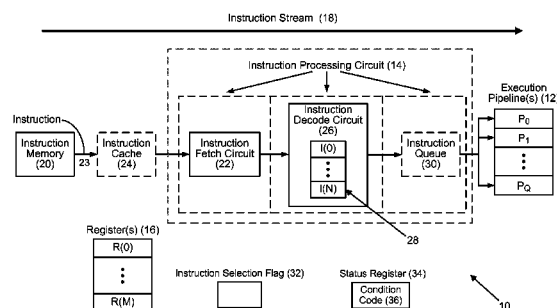 Instruction Stream (18)
Instruction Processing Circuit (14)
Execution
Pipeline(s) (12)
Instruction
Instruction
Memory
(20)
23
Instruction
Cache
(24)
Instruction
Fetch Circuit
(22)
Instruction
Decode Circuit
(26)
I(0)
I(N)
28
Instruction
Queue
(30)
P0
P1
PQ
Register(s) (16)
R(0)
R(M)
Instruction Selection Flag (32)
Status Register (34)
Condition
Code (36)
10